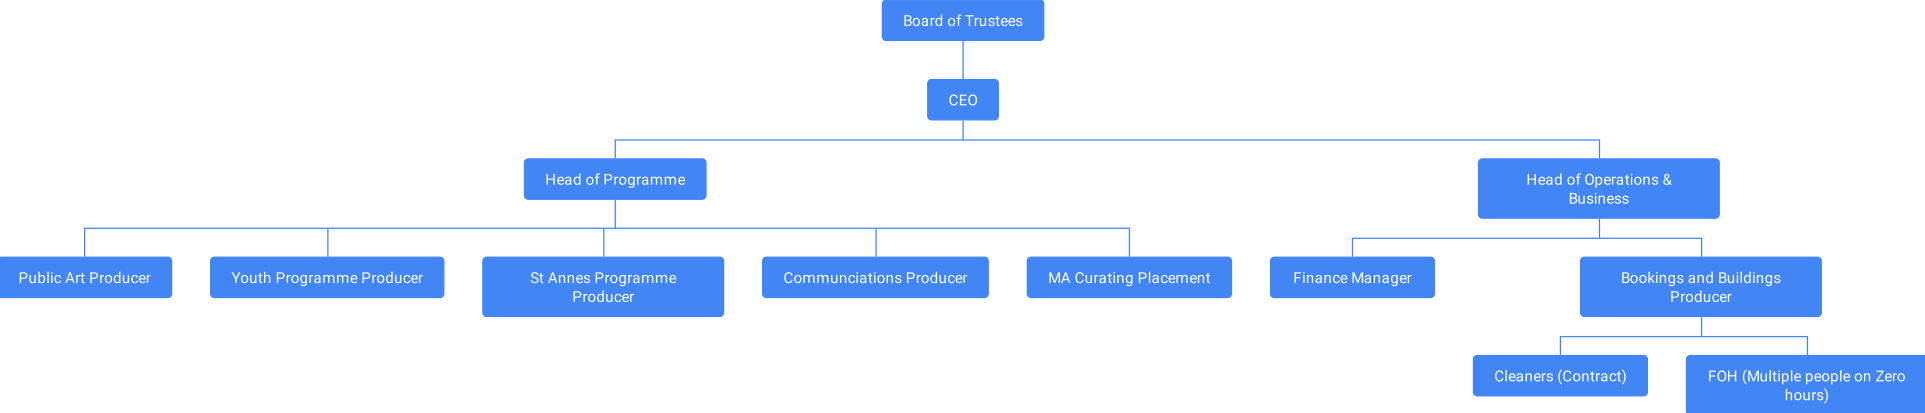 Board of Trustees
CEO
Head of Programme
Head of Operations &
Business
Public Art Producer
Youth Programme Producer
St Annes Programme
Producer
Communciations Producer
MA Curating Placement
Finance Manager
Bookings and Buildings
Producer
Cleaners (Contract)
FOH (Multiple people on Zero
hours)